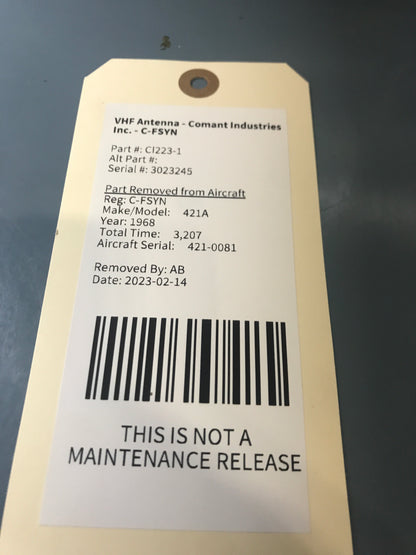 VHF Antenna - Comant Industries
Inc. - C-FSYN
Part #: CI223-1
Alt Part #:
Serial #: 3023245
Part Removed from Aircraft
Reg: C-FSYN
Make/Model: 421A
Year: 1968
Total Time: 3,207
Aircraft Serial: 421-0081
Removed By: AB
Date: 2023-02-14
THIS IS NOT A
MAINTENANCE RELEASE